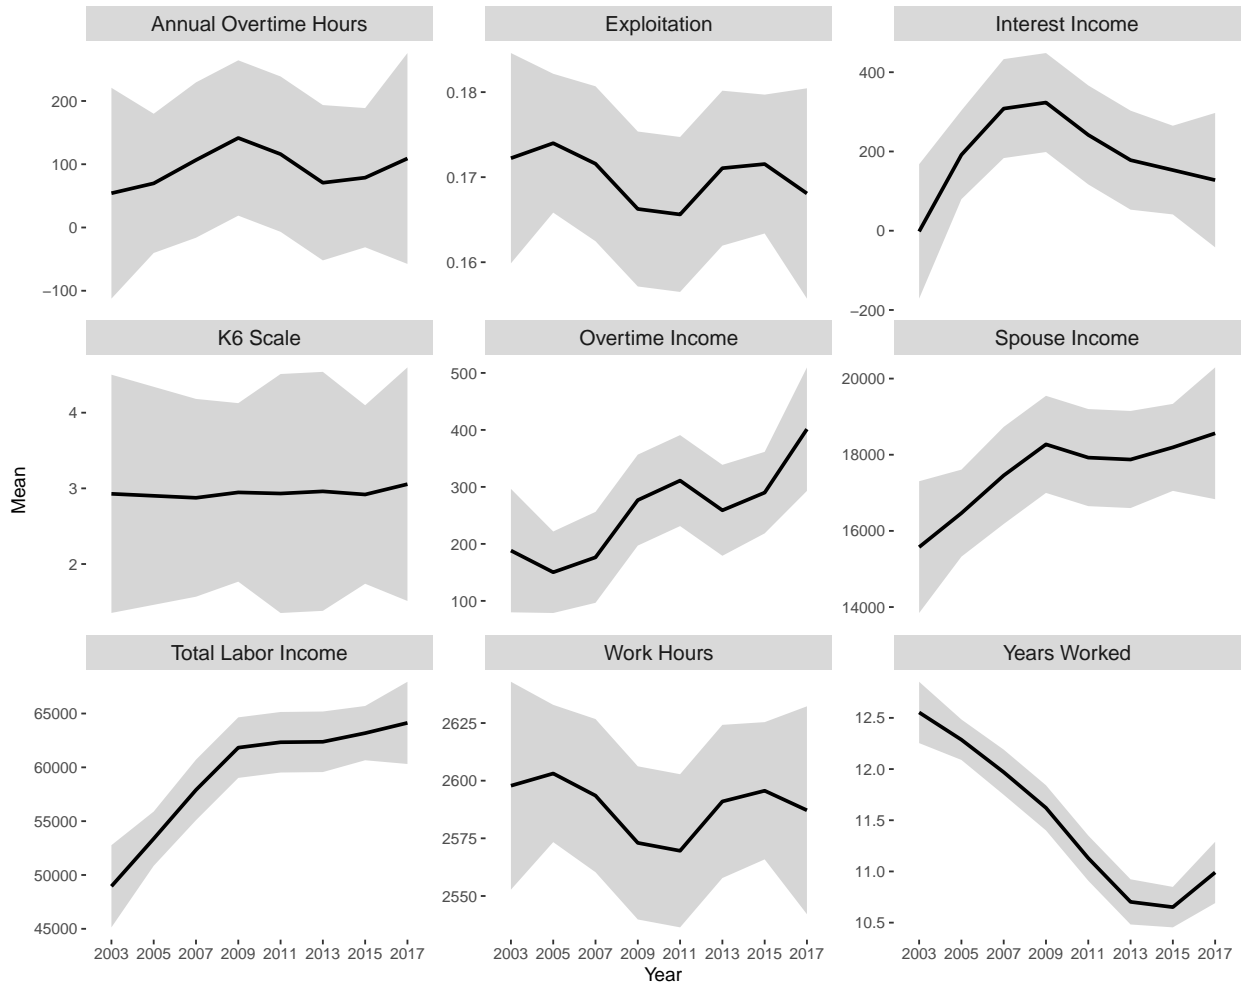 Annual Overtime Hours
Exploitation
Interest Income
200
100
0
−100
0.18
0.17
0.16
400
200
0
−200
K6 Scale
Overtime Income
Spouse Income
4
3
2
500
400
300
200
100
20000
18000
16000
14000
Total Labor Income
Work Hours
Years Worked
65000
60000
55000
50000
45000
2625
2600
2575
2550
12.5
12.0
11.5
11.0
10.5
2003 2005 2007 2009 2011 2013 2015 2017
2003 2005 2007 2009 2011 2013 2015 2017
2003 2005 2007 2009 2011 2013 2015 2017
Mean
Year